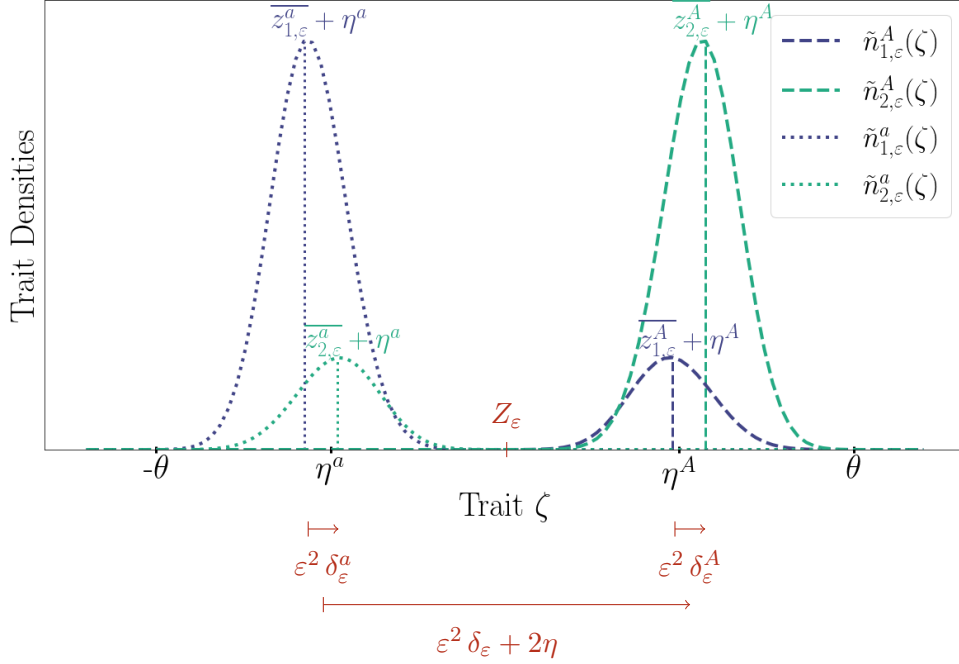 $\overline{z^a_{1,\varepsilon}} + \eta^a$
$\overline{z^A_{2,\varepsilon}} + \eta^A$
$\tilde{n}^A_{1,\varepsilon}(\zeta)$
$\tilde{n}^A_{2,\varepsilon}(\zeta)$
$\tilde{n}^a_{1,\varepsilon}(\zeta)$
$\tilde{n}^a_{2,\varepsilon}(\zeta)$
Trait Densities
$\overline{z^a_{2,\varepsilon}} + \eta^a$
$\overline{z^A_{1,\varepsilon}} + \eta^A$
$Z_\varepsilon$
-θ $\eta^a$ $\eta^A$ θ
Trait ζ
$\varepsilon^2 \, \delta^a_\varepsilon$
$\varepsilon^2 \, \delta^A_\varepsilon$
$\varepsilon^2 \, \delta_\varepsilon + 2\eta$